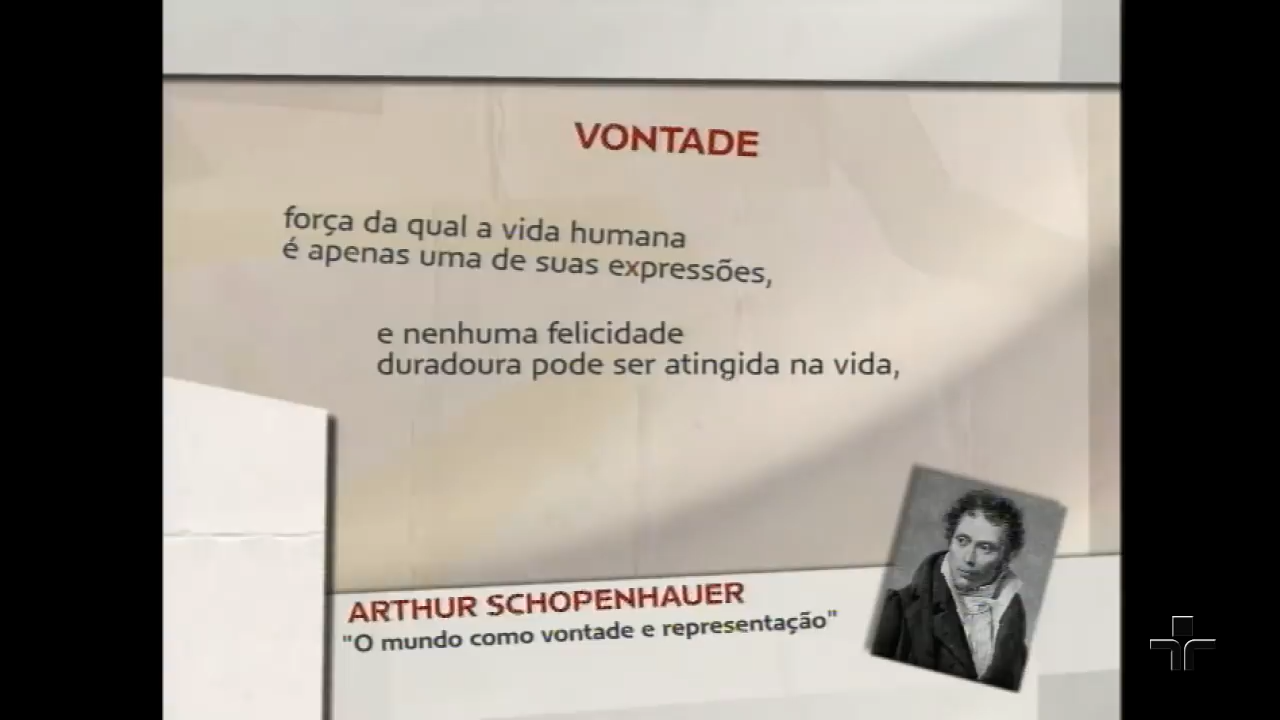 VONTADE
força da qual a vida humana
é apenas uma de suas expressões,
e nenhuma felicidade
duradoura pode ser atingida na vida,
ARTHUR SCHOPENHAUER
"O mundo como vontade e representação"